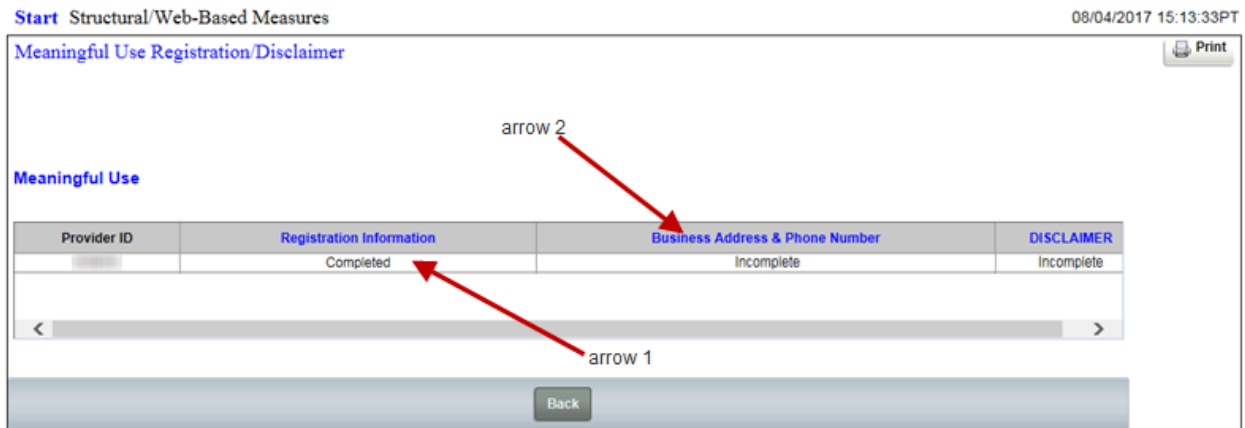 Start Structural/Web-Based Measures 08/04/2017 15:13:33PT
Meaningful Use Registration/Disclaimer Print
arrow 2
Meaningful Use
Provider ID Registration Information Business Address & Phone Number DISCLAIMER
Completed Incomplete Incomplete
arrow 1
Back